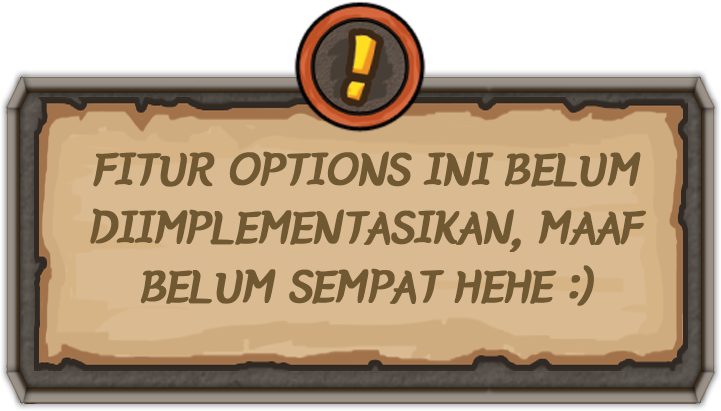 FITUR OPTIONS INI BELUM
DIIMPLEMENTASIKAN, MAAF
BELUM SEMPAT HEHE :)